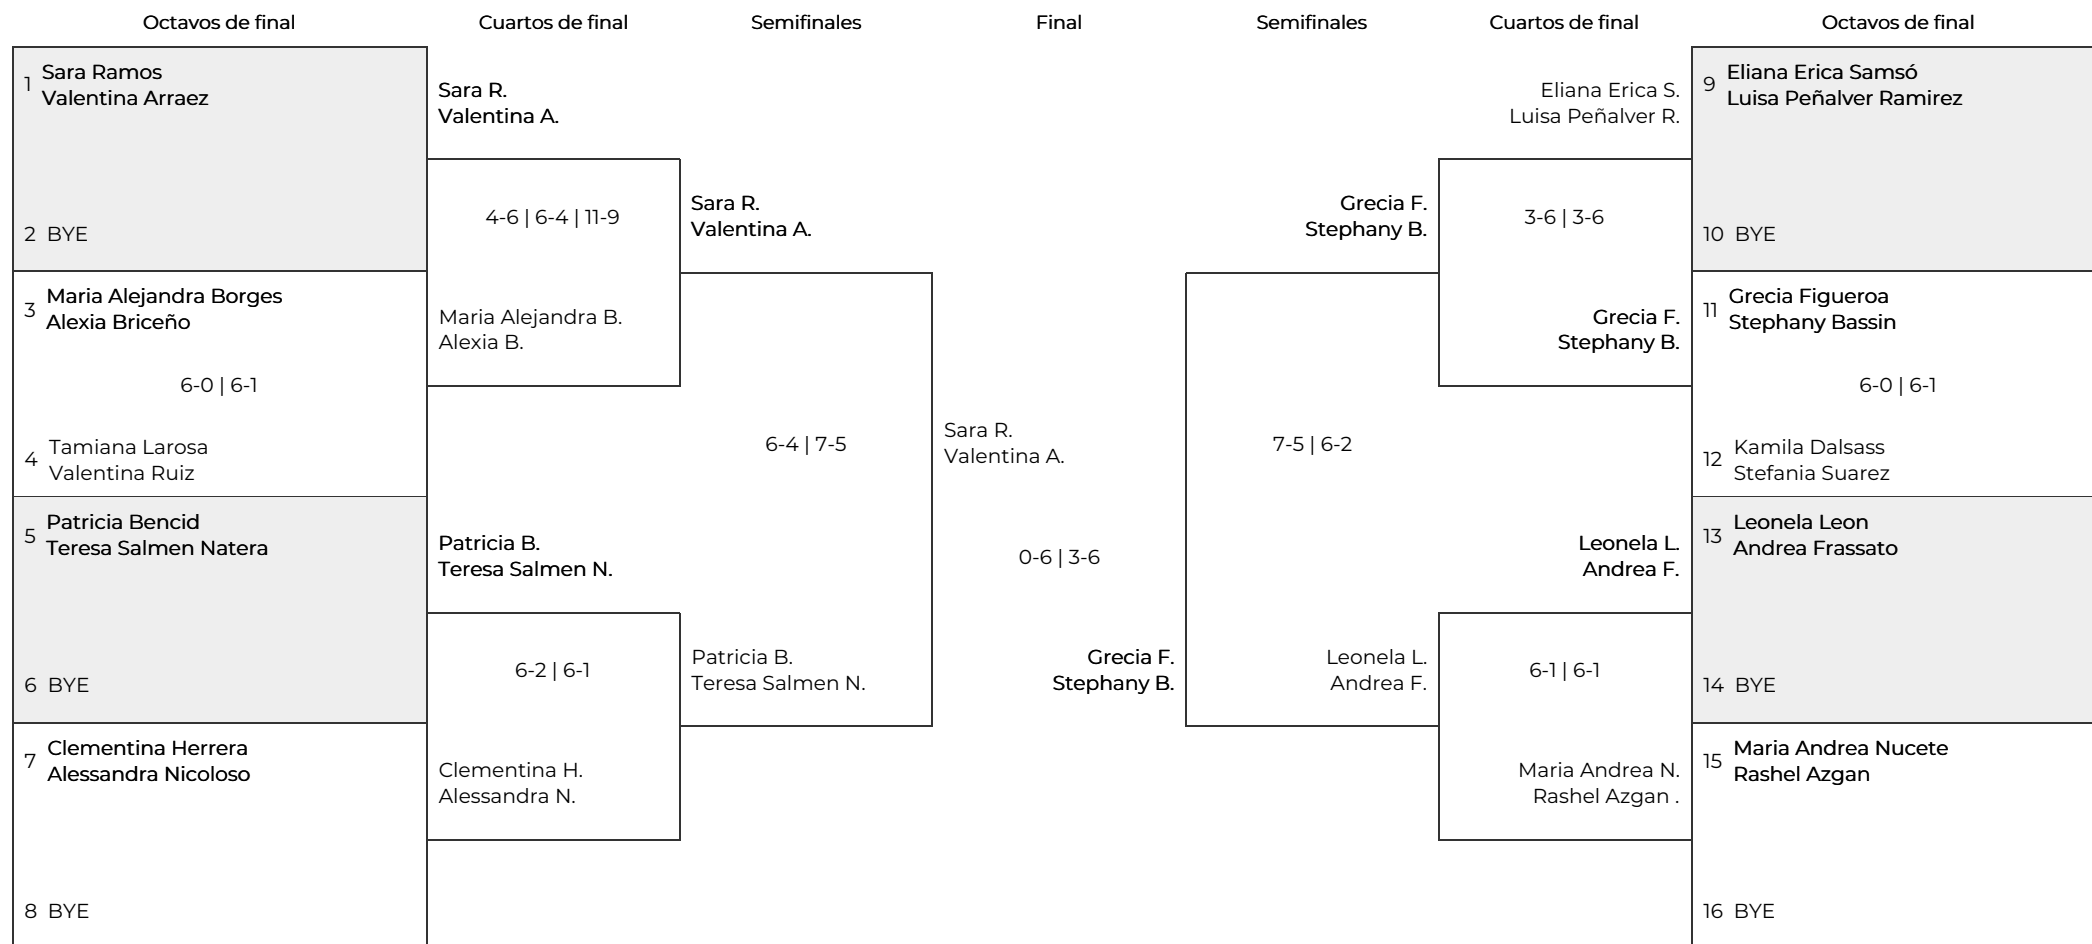 Octavos de final
Cuartos de final
Semifinales
Final
Semifinales
Cuartos de final
Octavos de final
1
Sara Ramos
Valentina Arraez
2 BYE
3
Maria Alejandra Borges
Alexia Briceño
6-0 | 6-1
4
Tamiana Larosa
Valentina Ruiz
5
Patricia Bencid
Teresa Salmen Natera
6 BYE
7
Clementina Herrera
Alessandra Nicoloso
8 BYE
Sara R.
Valentina A.
4-6 | 6-4 | 11-9
Maria Alejandra B.
Alexia B.
Patricia B.
Teresa Salmen N.
6-2 | 6-1
Clementina H.
Alessandra N.
Sara R.
Valentina A.
6-4 | 7-5
Patricia B.
Teresa Salmen N.
Sara R.
Valentina A.
0-6 | 3-6
Grecia F.
Stephany B.
Grecia F.
Stephany B.
7-5 | 6-2
Leonela L.
Andrea F.
Eliana Erica S.
Luisa Peñalver R.
3-6 | 3-6
Grecia F.
Stephany B.
Leonela L.
Andrea F.
6-1 | 6-1
Maria Andrea N.
Rashel Azgan .
9
Eliana Erica Samsó
Luisa Peñalver Ramirez
10 BYE
11
Grecia Figueroa
Stephany Bassin
6-0 | 6-1
12
Kamila Dalsass
Stefania Suarez
13
Leonela Leon
Andrea Frassato
14 BYE
15
Maria Andrea Nucete
Rashel Azgan
16 BYE